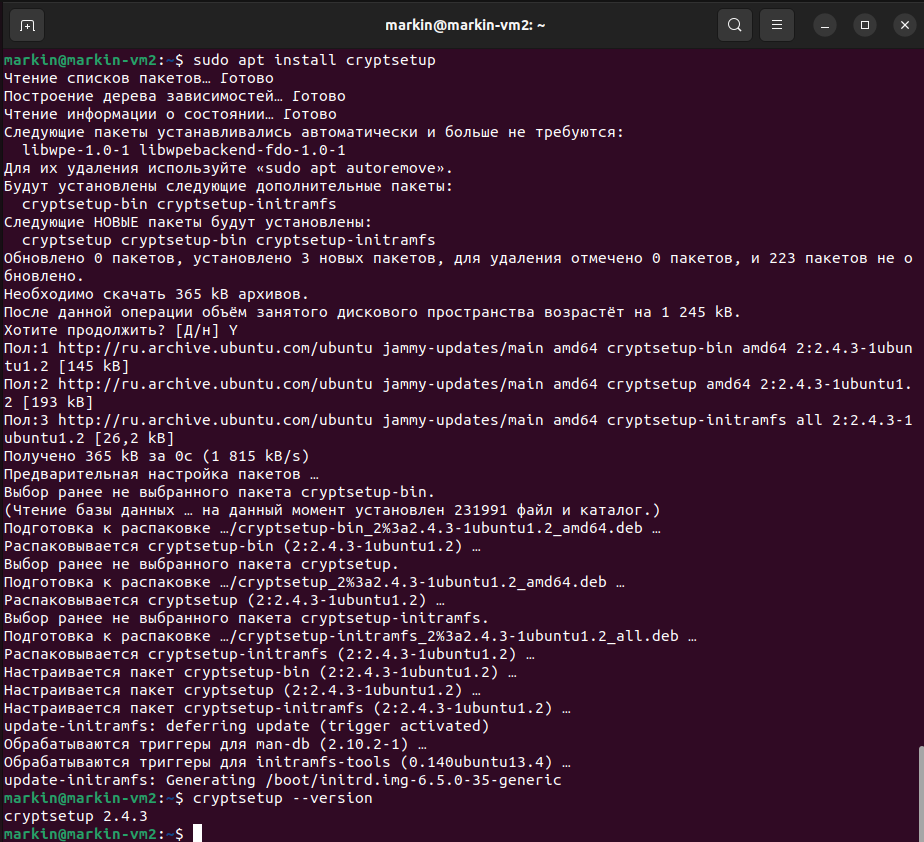 markin@markin-vm2: ~
markin@markin-vm2:~$ sudo apt install cryptsetup
Чтение списков пакетов… Готово
Построение дерева зависимостей… Готово
Чтение информации о состоянии… Готово
Следующие пакеты устанавливались автоматически и больше не требуются:
  libwpe-1.0-1 libwpebackend-fdo-1.0-1
Для их удаления используйте «sudo apt autoremove».
Будут установлены следующие дополнительные пакеты:
  cryptsetup-bin cryptsetup-initramfs
Следующие НОВЫЕ пакеты будут установлены:
  cryptsetup cryptsetup-bin cryptsetup-initramfs
Обновлено 0 пакетов, установлено 3 новых пакетов, для удаления отмечено 0 пакетов, и 223 пакетов не о
бновлено.
Необходимо скачать 365 kB архивов.
После данной операции объём занятого дискового пространства возрастёт на 1 245 kB.
Хотите продолжить? [Д/н] Y
Пол:1 http://ru.archive.ubuntu.com/ubuntu jammy-updates/main amd64 cryptsetup-bin amd64 2:2.4.3-1ubun
tu1.2 [145 kB]
Пол:2 http://ru.archive.ubuntu.com/ubuntu jammy-updates/main amd64 cryptsetup amd64 2:2.4.3-1ubuntu1.
2 [193 kB]
Пол:3 http://ru.archive.ubuntu.com/ubuntu jammy-updates/main amd64 cryptsetup-initramfs all 2:2.4.3-1
ubuntu1.2 [26,2 kB]
Получено 365 kB за 0с (1 815 kB/s)
Предварительная настройка пакетов …
Выбор ранее не выбранного пакета cryptsetup-bin.
(Чтение базы данных … на данный момент установлен 231991 файл и каталог.)
Подготовка к распаковке …/cryptsetup-bin_2%3a2.4.3-1ubuntu1.2_amd64.deb …
Распаковывается cryptsetup-bin (2:2.4.3-1ubuntu1.2) …
Выбор ранее не выбранного пакета cryptsetup.
Подготовка к распаковке …/cryptsetup_2%3a2.4.3-1ubuntu1.2_amd64.deb …
Распаковывается cryptsetup (2:2.4.3-1ubuntu1.2) …
Выбор ранее не выбранного пакета cryptsetup-initramfs.
Подготовка к распаковке …/cryptsetup-initramfs_2%3a2.4.3-1ubuntu1.2_all.deb …
Распаковывается cryptsetup-initramfs (2:2.4.3-1ubuntu1.2) …
Настраивается пакет cryptsetup-bin (2:2.4.3-1ubuntu1.2) …
Настраивается пакет cryptsetup (2:2.4.3-1ubuntu1.2) …
Настраивается пакет cryptsetup-initramfs (2:2.4.3-1ubuntu1.2) …
update-initramfs: deferring update (trigger activated)
Обрабатываются триггеры для man-db (2.10.2-1) …
Обрабатываются триггеры для initramfs-tools (0.140ubuntu13.4) …
update-initramfs: Generating /boot/initrd.img-6.5.0-35-generic
markin@markin-vm2:~$ cryptsetup --version
cryptsetup 2.4.3
markin@markin-vm2:~$